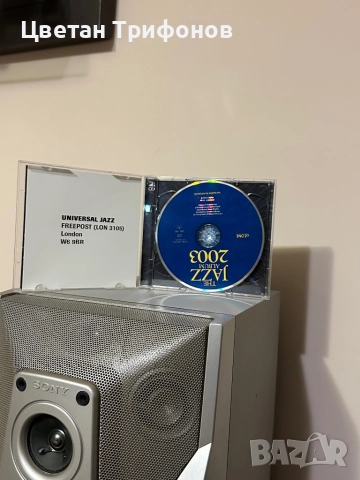 Цветан Трифонов
UNIVERSAL JAZZ
FREEPOST (LON 3105)
London
W6 9BR
THE
JAZZ
ALBUM
2003
SONY
BAZAR